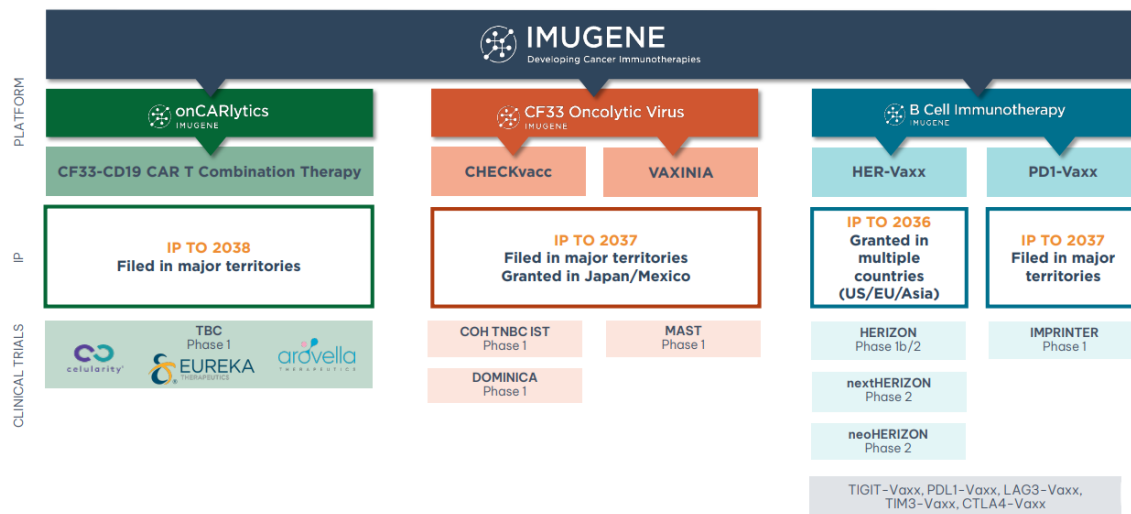 IMUGENE
Developing Cancer Immunotherapies
PLATFORM
onCARlytics
IMUGENE
CF33 Oncolytic Virus
IMUGENE
B Cell Immunotherapy
IMUGENE
CF33-CD19 CAR T Combination Therapy
CHECKvacc
VAXINIA
HER-Vaxx
PD1-Vaxx
IP
IP TO 2038
Filed in major territories
IP TO 2037
Filed in major territories
Granted in Japan/Mexico
IP TO 2036
Granted in
multiple
countries
(US/EU/Asia)
IP TO 2037
Filed in major
territories
CLINICAL TRIALS
TBC
Phase 1
celularity
EUREKA
THERAPEUTICS
arovella
THERAPEUTICS
COH TNBC IST
Phase 1
DOMINICA
Phase 1
MAST
Phase 1
HERIZON
Phase 1b/2
nextHERIZON
Phase 2
neoHERIZON
Phase 2
IMPRINTER
Phase 1
TIGIT-Vaxx, PDL1-Vaxx, LAG3-Vaxx,
TIM3-Vaxx, CTLA4-Vaxx